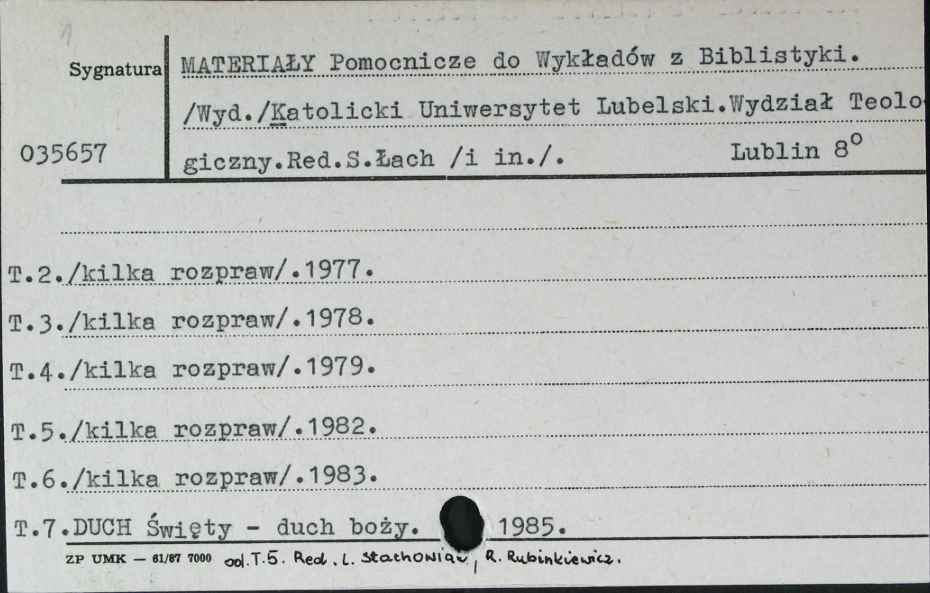 1
Sygnatura
MATERIAŁY Pomocnicze do Wykładów z Biblistyki.
/Wyd./Katolicki Uniwersytet Lubelski.Wydział Teolo-
035657
giczny.Red.S.Łach /i in./. Lublin 8º
T.2./kilka rozpraw/.1977.
T.3./kilka rozpraw/.1978.
T.4./kilka rozpraw/.1979.
T.5./kilka rozpraw/.1982.
T.6./kilka rozpraw/.1983.
T.7.DUCH Święty - duch boży. 1985.
ZP UMK — 61/87 7000 od.T.5. Red. L. Stachowiak, R. Rubinkiewicz.